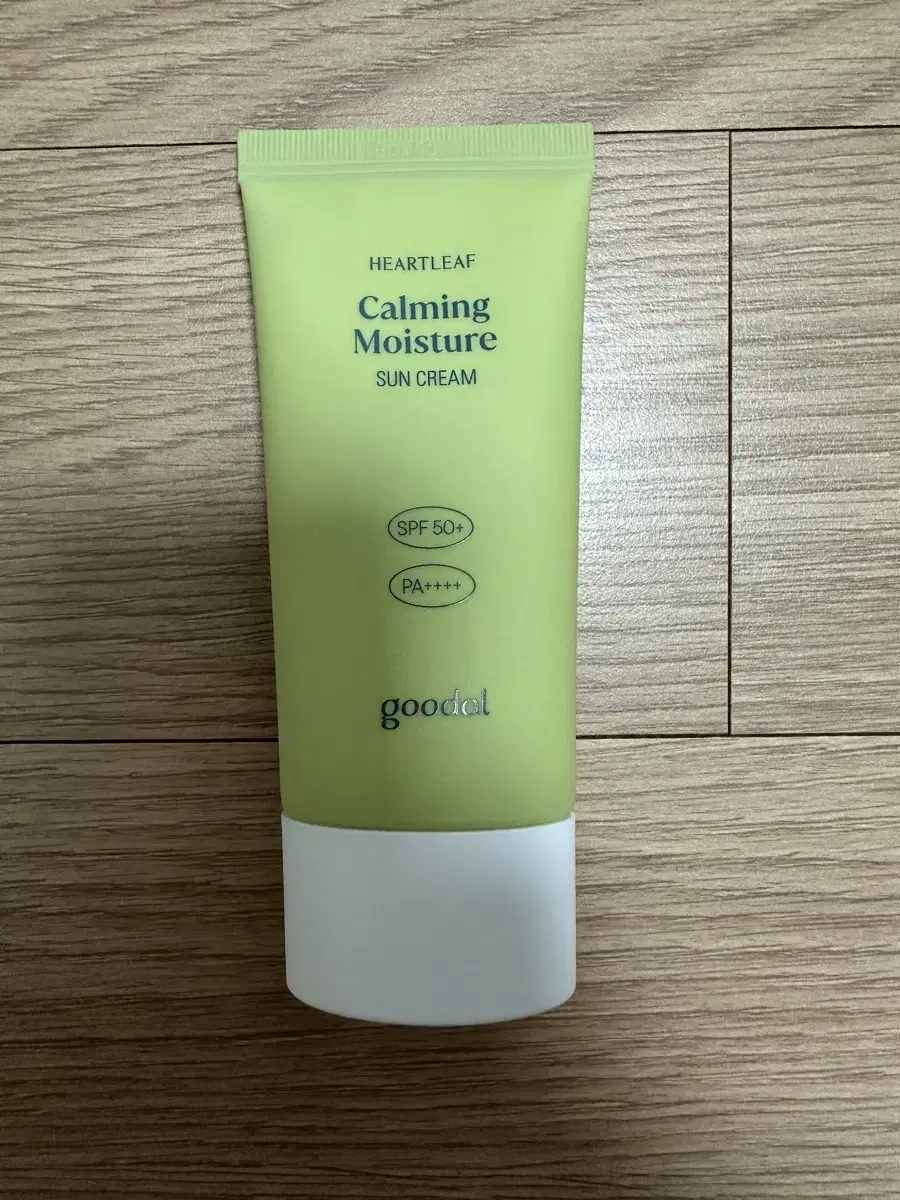 HEARTLEAF
Calming
Moisture
SUN CREAM
SPF 50+
PA++++
goodal